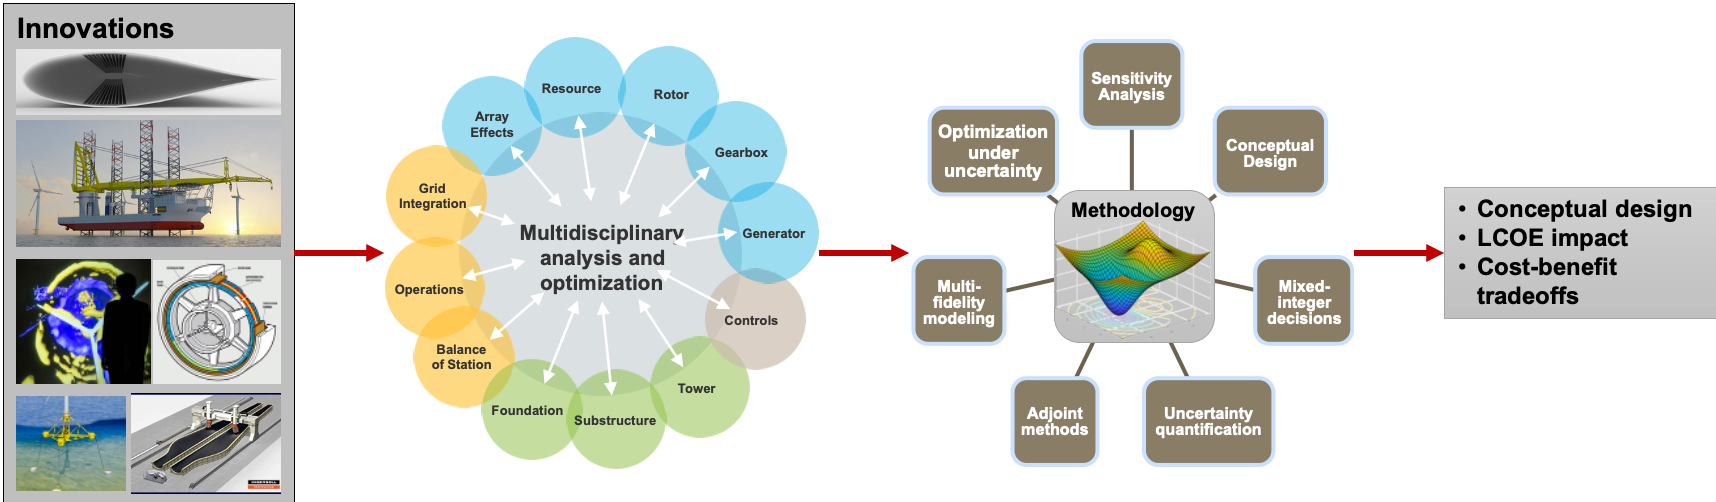 Innovations
INGERSOLL
Resource
Rotor
Array
Effects
Gearbox
Grid
Integration
Generator
Multidisciplinary
analysis and
optimization
Operations
Controls
Balance
of Station
Tower
Foundation
Substructure
Sensitivity
Analysis
Optimization
under
uncertainty
Conceptual
Design
Methodology
Multi-
fidelity
modeling
Mixed-
integer
decisions
Adjoint
methods
Uncertainty
quantification
• Conceptual design
• LCOE impact
• Cost-benefit
tradeoffs